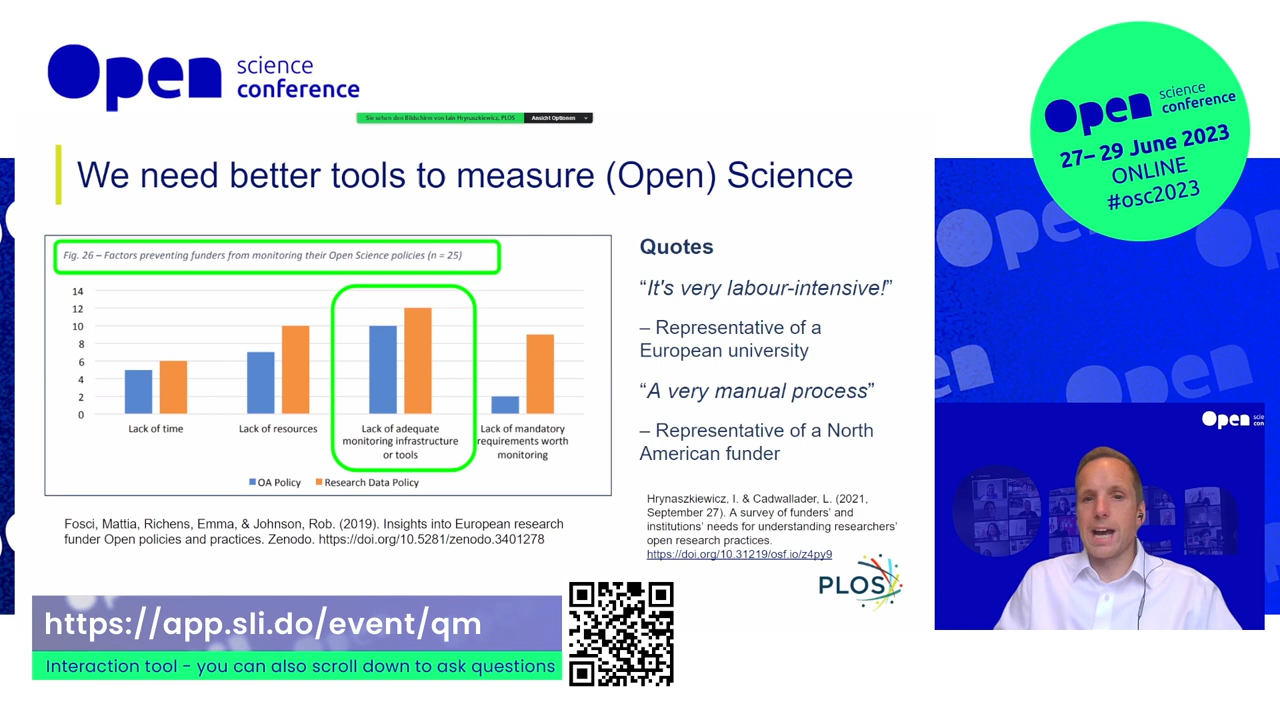 Open science
conference
Sie sehen den Bildschirm von Iain Hrynaszkiewicz, PLOS
Ansicht Optionen
Open science
conference
27– 29 June 2023
ONLINE
#osc2023
We need better tools to measure (Open) Science
Fig. 26 – Factors preventing funders from monitoring their Open Science policies (n = 25)
14
12
10
8
6
4
2
0
Lack of time
Lack of resources
Lack of adequate
monitoring infrastructure
or tools
Lack of mandatory
requirements worth
monitoring
OA Policy
Research Data Policy
Fosci, Mattia, Richens, Emma, & Johnson, Rob. (2019). Insights into European research
funder Open policies and practices. Zenodo. https://doi.org/10.5281/zenodo.3401278
Quotes
“It's very labour-intensive!”
– Representative of a
European university
“A very manual process”
– Representative of a North
American funder
Hrynaszkiewicz, I. & Cadwallader, L. (2021,
September 27). A survey of funders’ and
institutions’ needs for understanding researchers’
open research practices.
https://doi.org/10.31219/osf.io/z4py9
PLOS
Open
Open
Open
Open scie
con
https://app.sli.do/event/qm
Interaction tool - you can also scroll down to ask questions